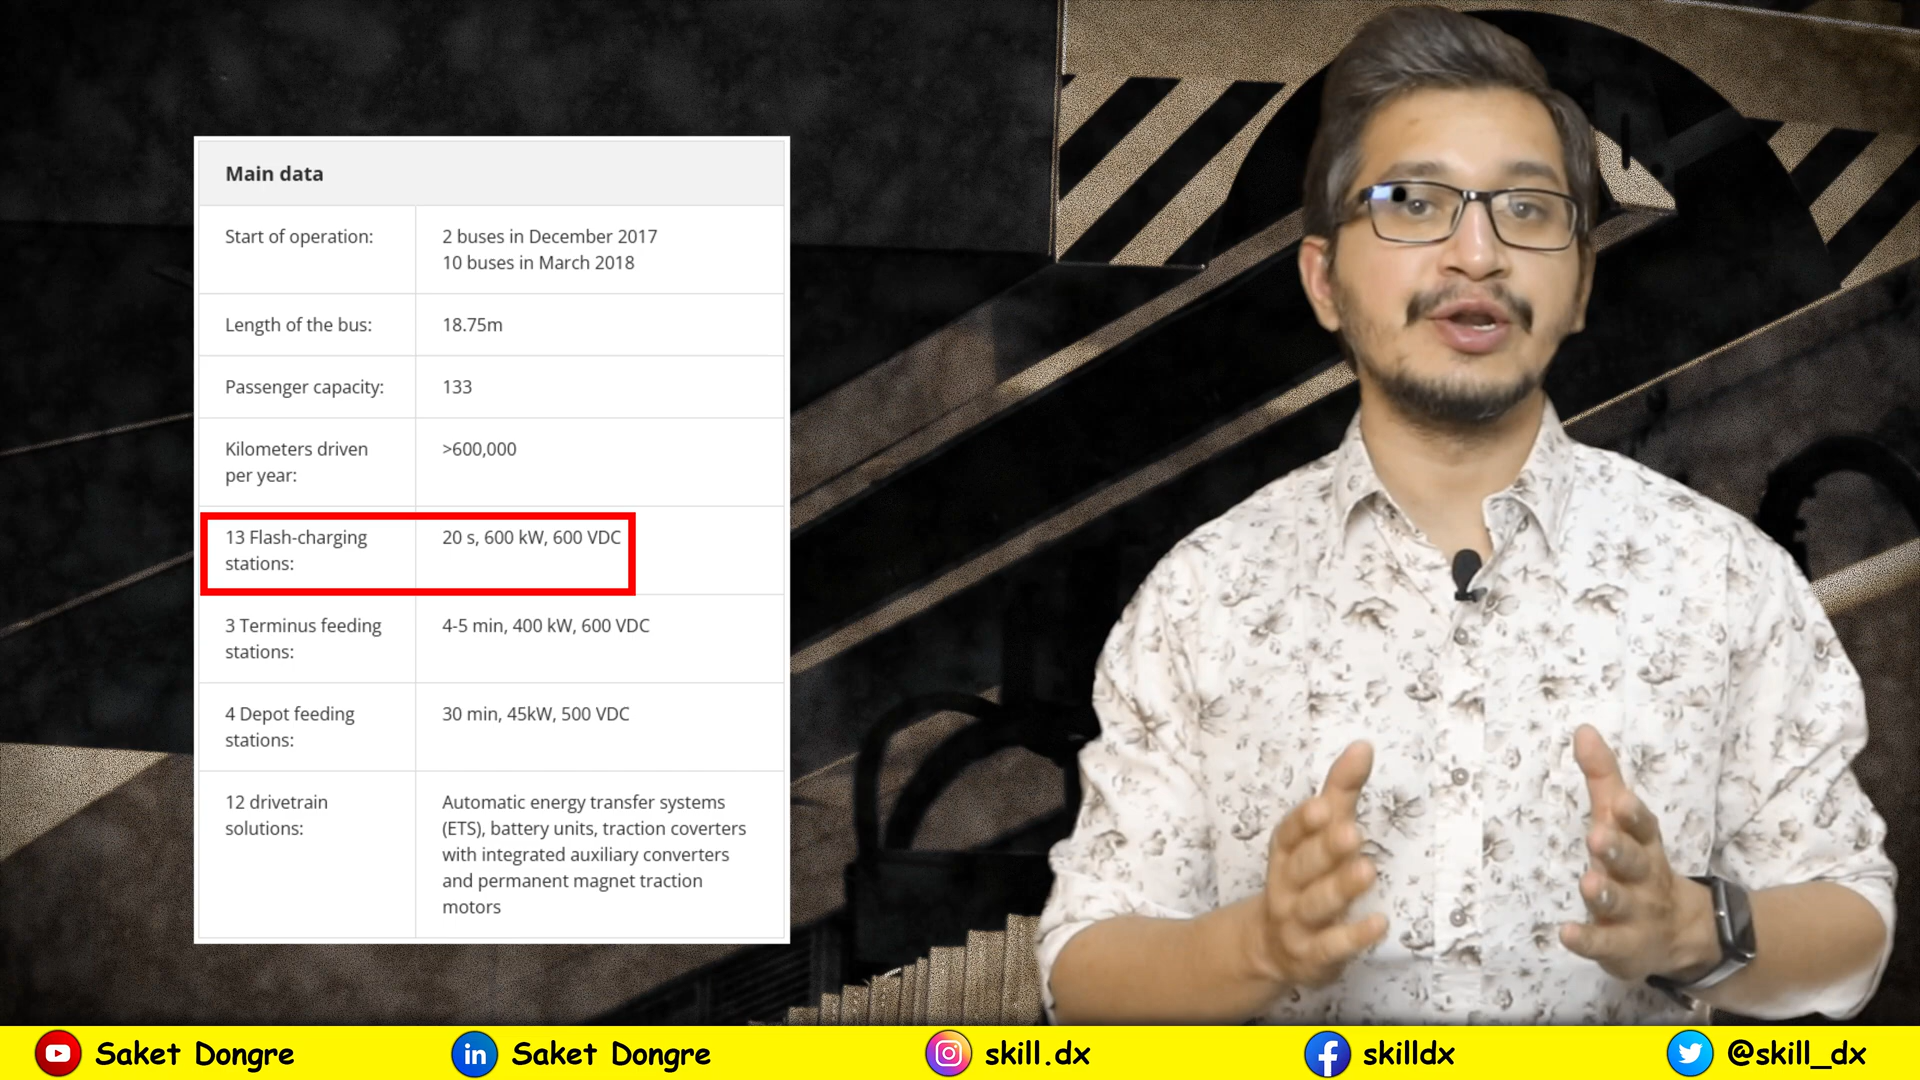 Main data
Start of operation:
2 buses in December 2017
10 buses in March 2018
Length of the bus:
18.75m
Passenger capacity:
133
Kilometers driven
per year:
>600,000
13 Flash-charging
stations:
20 s, 600 kW, 600 VDC
3 Terminus feeding
stations:
4-5 min, 400 kW, 600 VDC
4 Depot feeding
stations:
30 min, 45kW, 500 VDC
12 drivetrain
solutions:
Automatic energy transfer systems
(ETS), battery units, traction coverters
with integrated auxiliary converters
and permanent magnet traction
motors
Saket Dongre
in Saket Dongre
skill.dx
f skilldx
@skill_dx